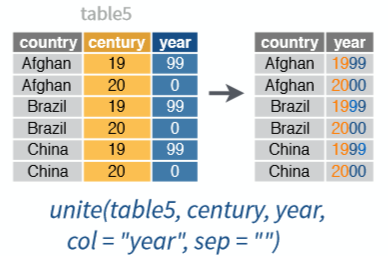 table5
country century year country year
Afghan 19 99 Afghan 1999
Afghan 20 0 Afghan 2000
Brazil 19 99 Brazil 1999
Brazil 20 0 Brazil 2000
China 19 99 China 1999
China 20 0 China 2000
unite(table5, century, year,
col = "year", sep = "")